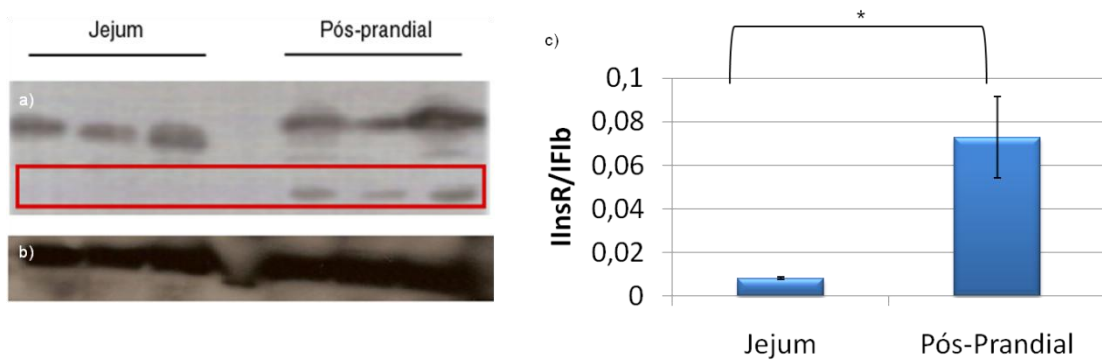 Jejum
Pós-prandial
a)
b)
c)
*
IInsR/IFIb
0,1
0,08
0,06
0,04
0,02
0
Jejum
Pós-Prandial